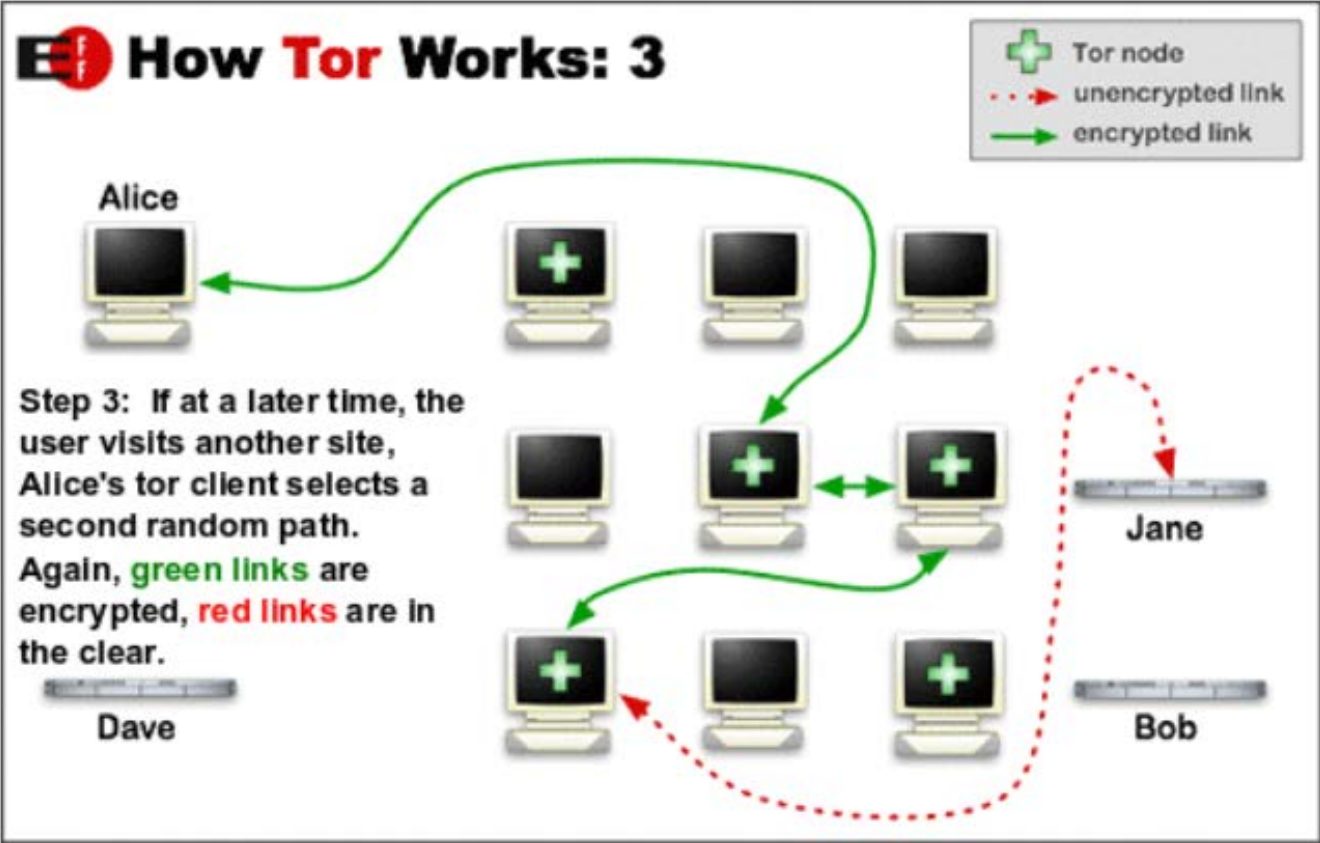 EFF How Tor Works: 3
Tor node
unencrypted link
encrypted link
Alice
Step 3: If at a later time, the
user visits another site,
Alice's tor client selects a
second random path.
Again, green links are
encrypted, red links are in
the clear.
Jane
Dave
Bob